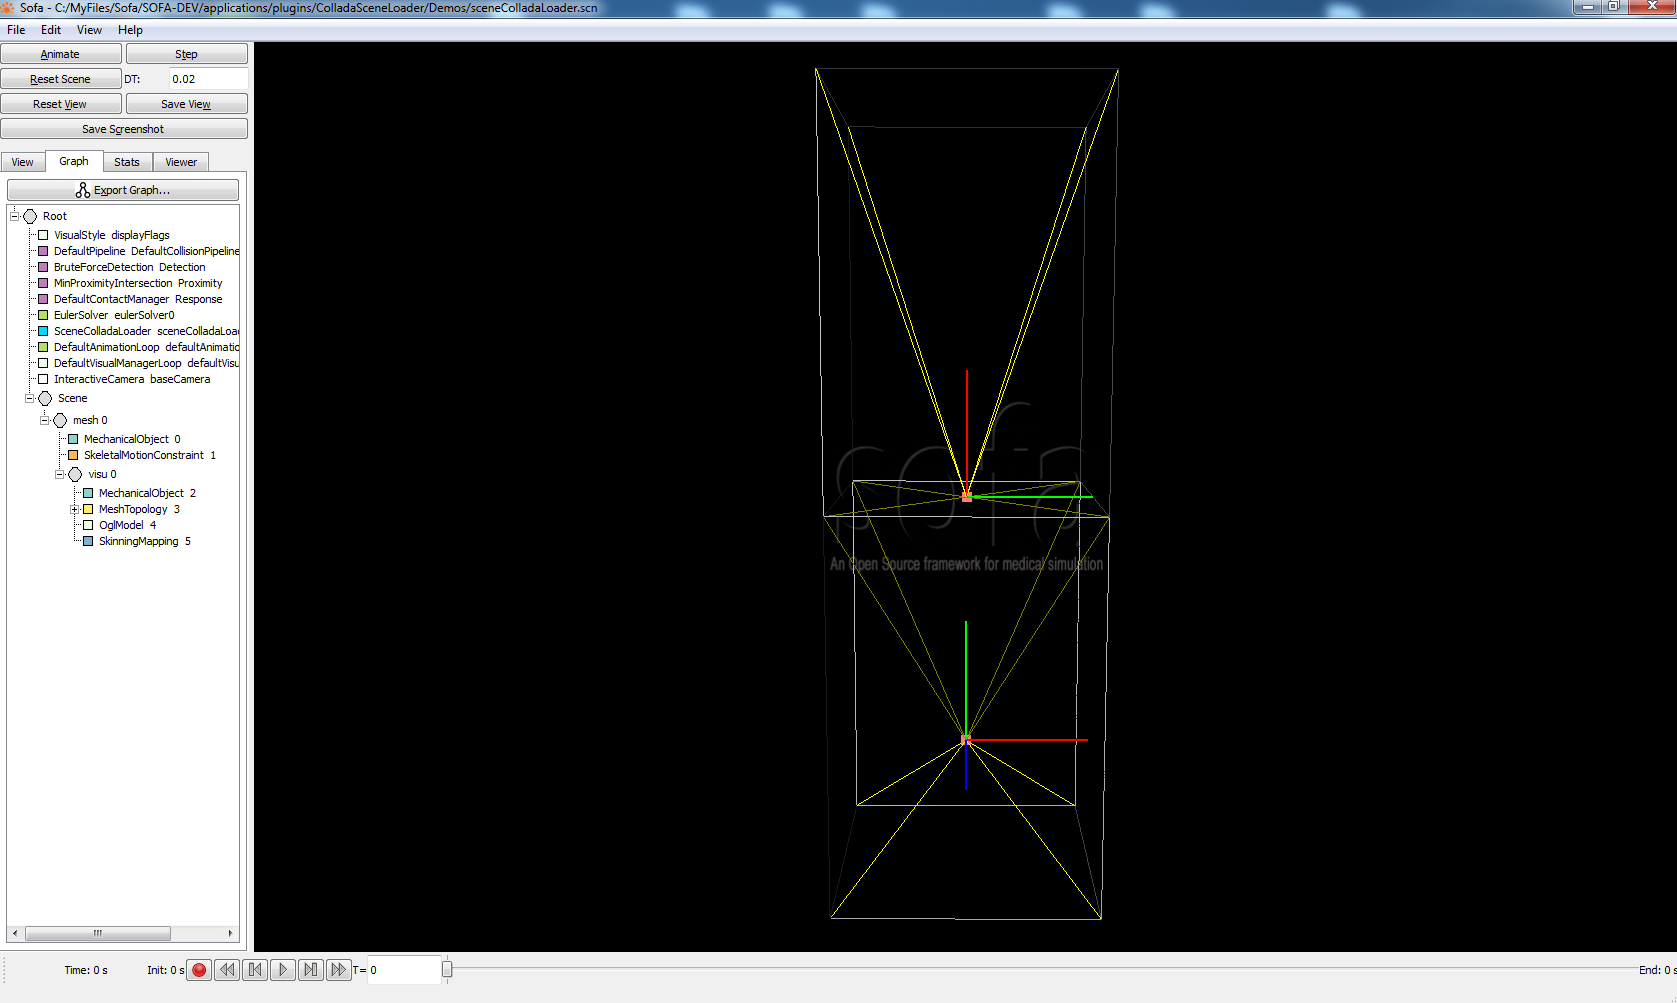 Sofa - C:/MyFiles/Sofa/SOFA-DEV/applications/plugins/ColladaSceneLoader/Demos/sceneColladaLoader.scn
File Edit View Help
Animate Step
Reset Scene DT: 0.02
Reset View Save View
Save Screenshot
View Graph Stats Viewer
Export Graph...
Root
VisualStyle displayFlags
DefaultPipeline DefaultCollisionPipeline
BruteForceDetection Detection
MinProximityIntersection Proximity
DefaultContactManager Response
EulerSolver eulerSolver0
SceneColladaLoader sceneColladaLoa
DefaultAnimationLoop defaultAnimatio
DefaultVisualManagerLoop defaultVisu
InteractiveCamera baseCamera
Scene
mesh 0
MechanicalObject 0
SkeletalMotionConstraint 1
visu 0
MechanicalObject 2
MeshTopology 3
OglModel 4
SkinningMapping 5
sofa
An Open Source framework for medical simulation
Time: 0 s Init: 0 s T= 0 End: 0 s